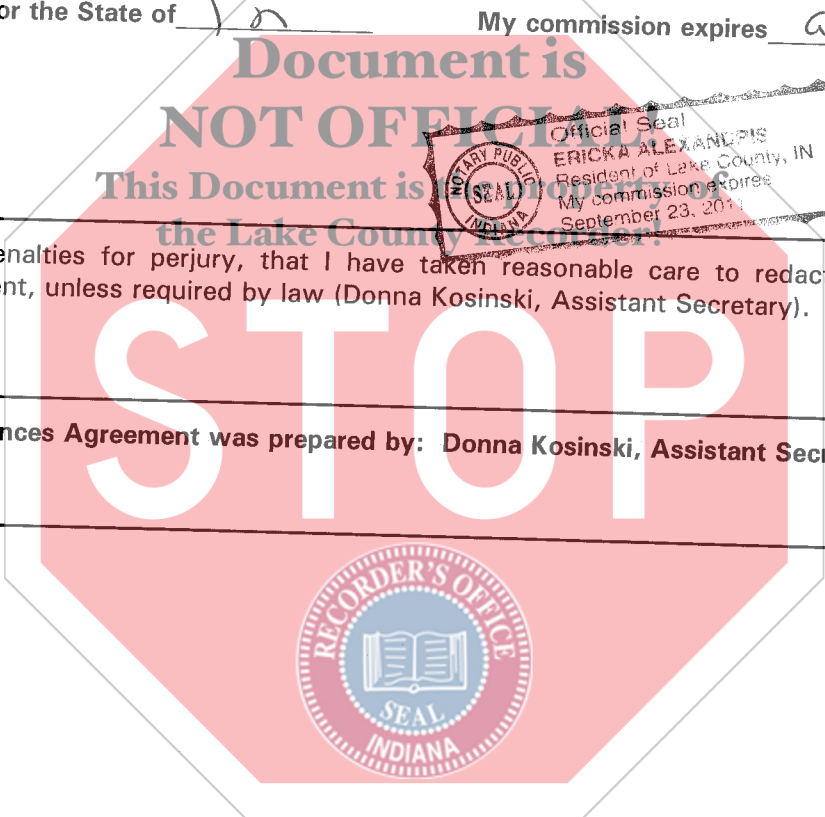 or the State of In My commission expires
Document is
NOT OFFICIAL
This Document is the property of
the Lake County Recorder!
Official Seal
ERICKA ALEXANDRIS
Resident of Lake County, IN
My commission expires
September 23, 201
NOTARY PUBLIC
SEAL
INDIANA
enalties for perjury, that I have taken reasonable care to redact
ent, unless required by law (Donna Kosinski, Assistant Secretary).
STOP
nces Agreement was prepared by: Donna Kosinski, Assistant Secr
RECORDER'S OFFICE
SEAL
INDIANA